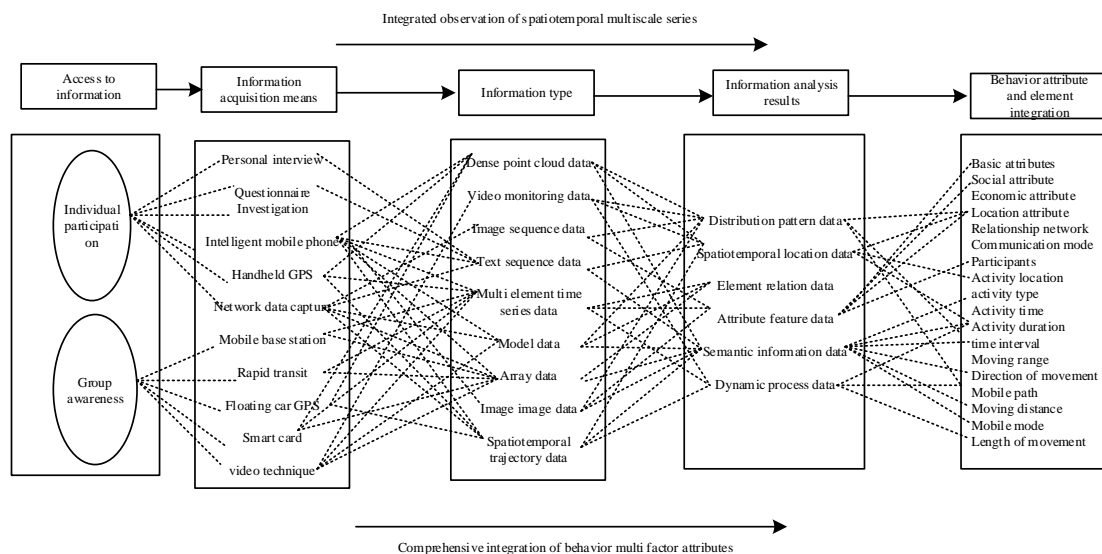 Integrated observation of spatiotemporal multiscale series
Access to
information
Information
acquisition means
Information type
Information analysis
results
Behavior attribute
and element
integration
Individual
participati
on
Group
awareness
Personal interview
Questionnaire
Investigation
Intelligent mobile phone
Handheld GPS
Network data capture
Mobile base station
Rapid transit
Floating car GPS
Smart card
video technique
Dense point cloud data
Video monitoring data
Image sequence data
Text sequence data
Multi element time
series data
Model data
Array data
Image image data
Spatiotemporal
trajectory data
Distribution pattern data
Spatiotemporal location data
Element relation data
Attribute feature data
Semantic information data
Dynamic process data
Basic attributes
Social attribute
Economic attribute
Location attribute
Relationship network
Communication mode
Participants
Activity location
activity type
Activity time
Activity duration
time interval
Moving range
Direction of movement
Mobile path
Moving distance
Mobile mode
Length of movement
Comprehensive integration of behavior multi factor attributes